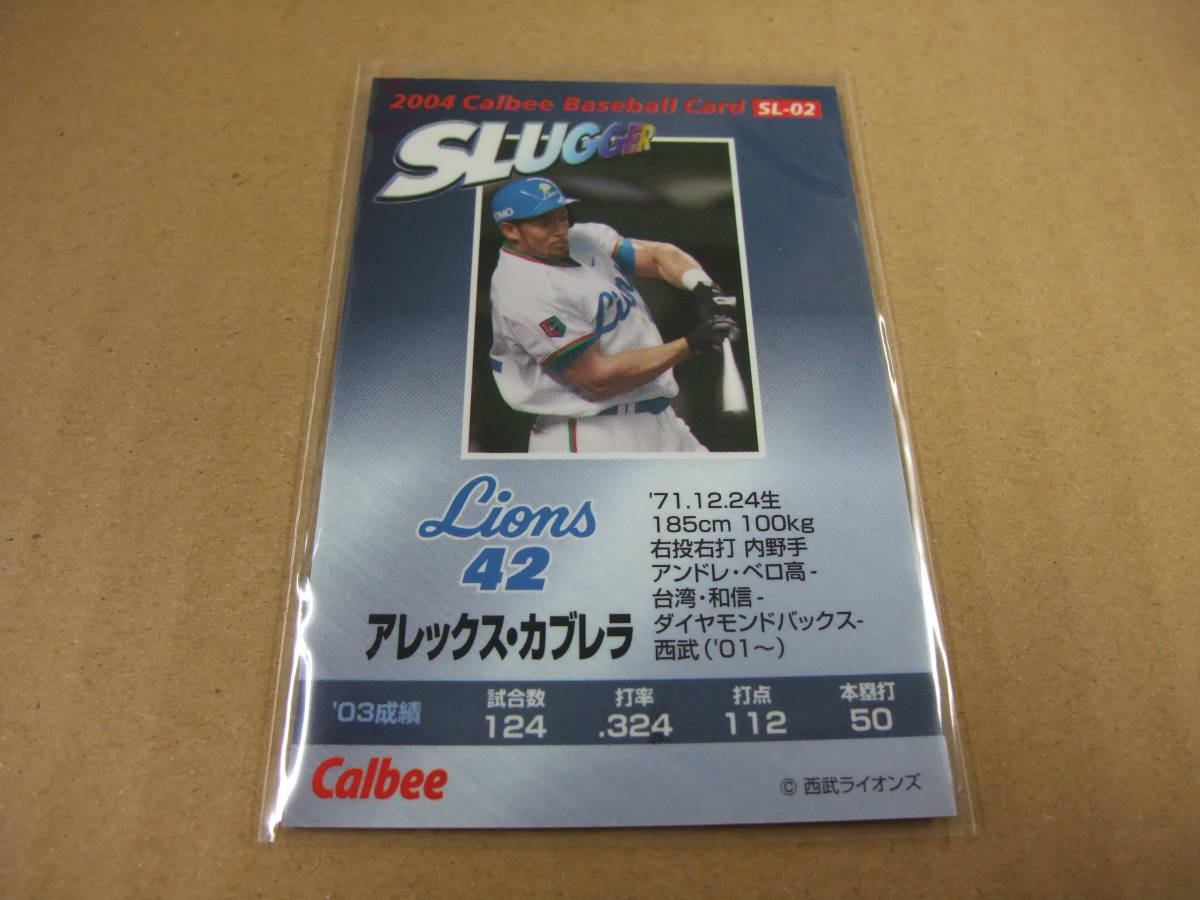 2004 Calbee Baseball Card SL-02
SLUGGER
Lions
42
アレックス・カブレラ
'71.12.24生
185cm 100kg
右投右打 内野手
アンドレ・ベロ高-
台湾・和信-
ダイヤモンドバックス-
西武('01～)
'03成績
試合数 打率 打点 本塁打
124 .324 112 50
Calbee
© 西武ライオンズ